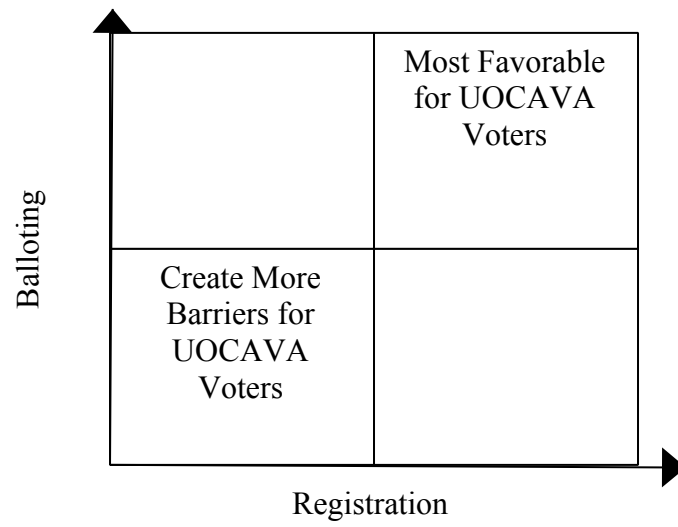 Most Favorable
for UOCAVA
Voters
Balloting
Create More
Barriers for
UOCAVA
Voters
Registration